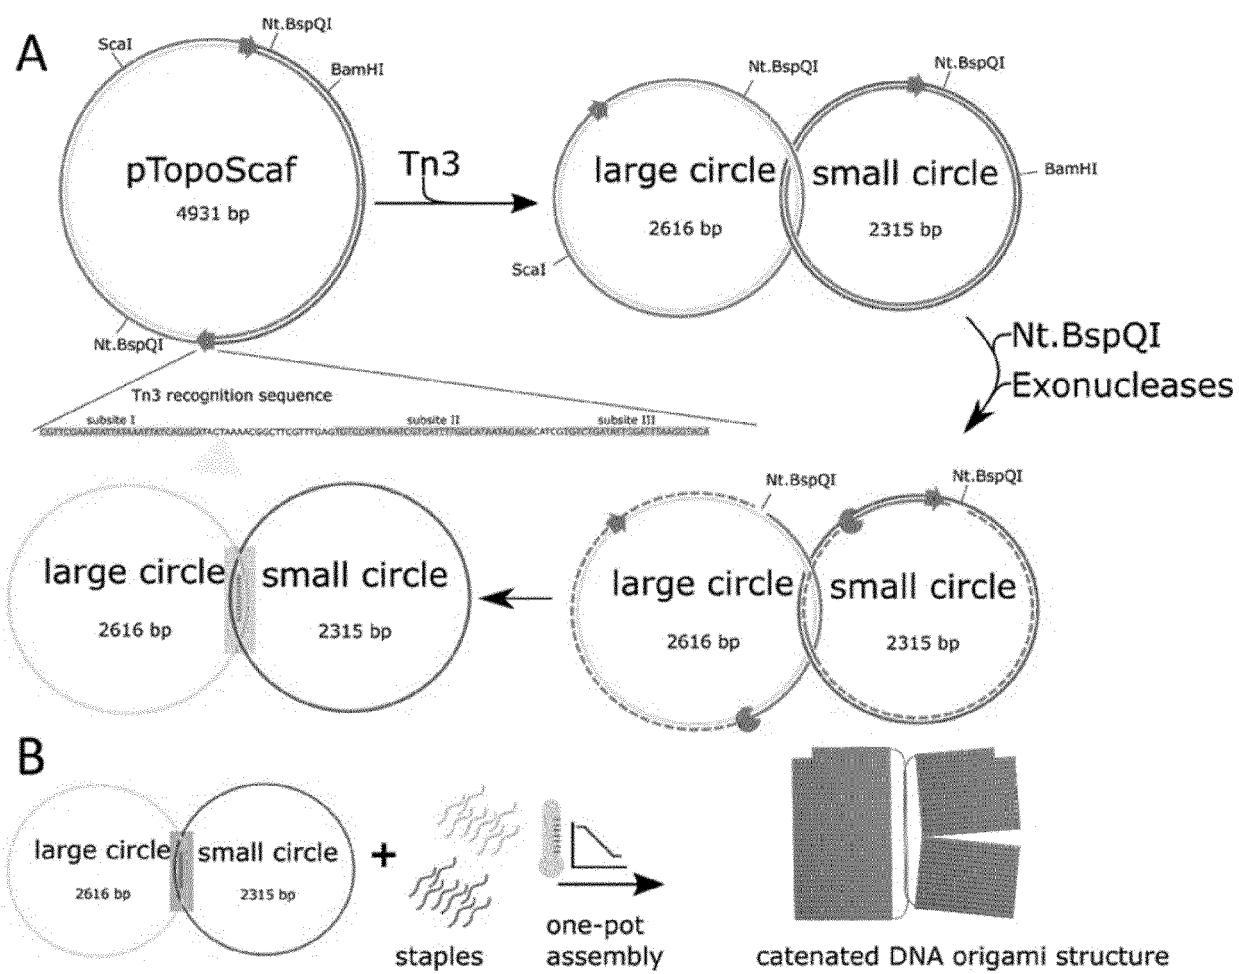 A
ScaI
Nt.BspQI
BamHI
pTopoScaf
4931 bp
Nt.BspQI
Tn3
Nt.BspQI
Nt.BspQI
large circle
small circle
BamHI
2616 bp
2315 bp
ScaI
Nt.BspQI
Exonucleases
Tn3 recognition sequence
subsite I
subsite II
subsite III
large circle
small circle
2616 bp
2315 bp
Nt.BspQI
Nt.BspQI
large circle
small circle
2616 bp
2315 bp
B
large circle
small circle
2616 bp
2315 bp
+
staples
one-pot
assembly
catenated DNA origami structure